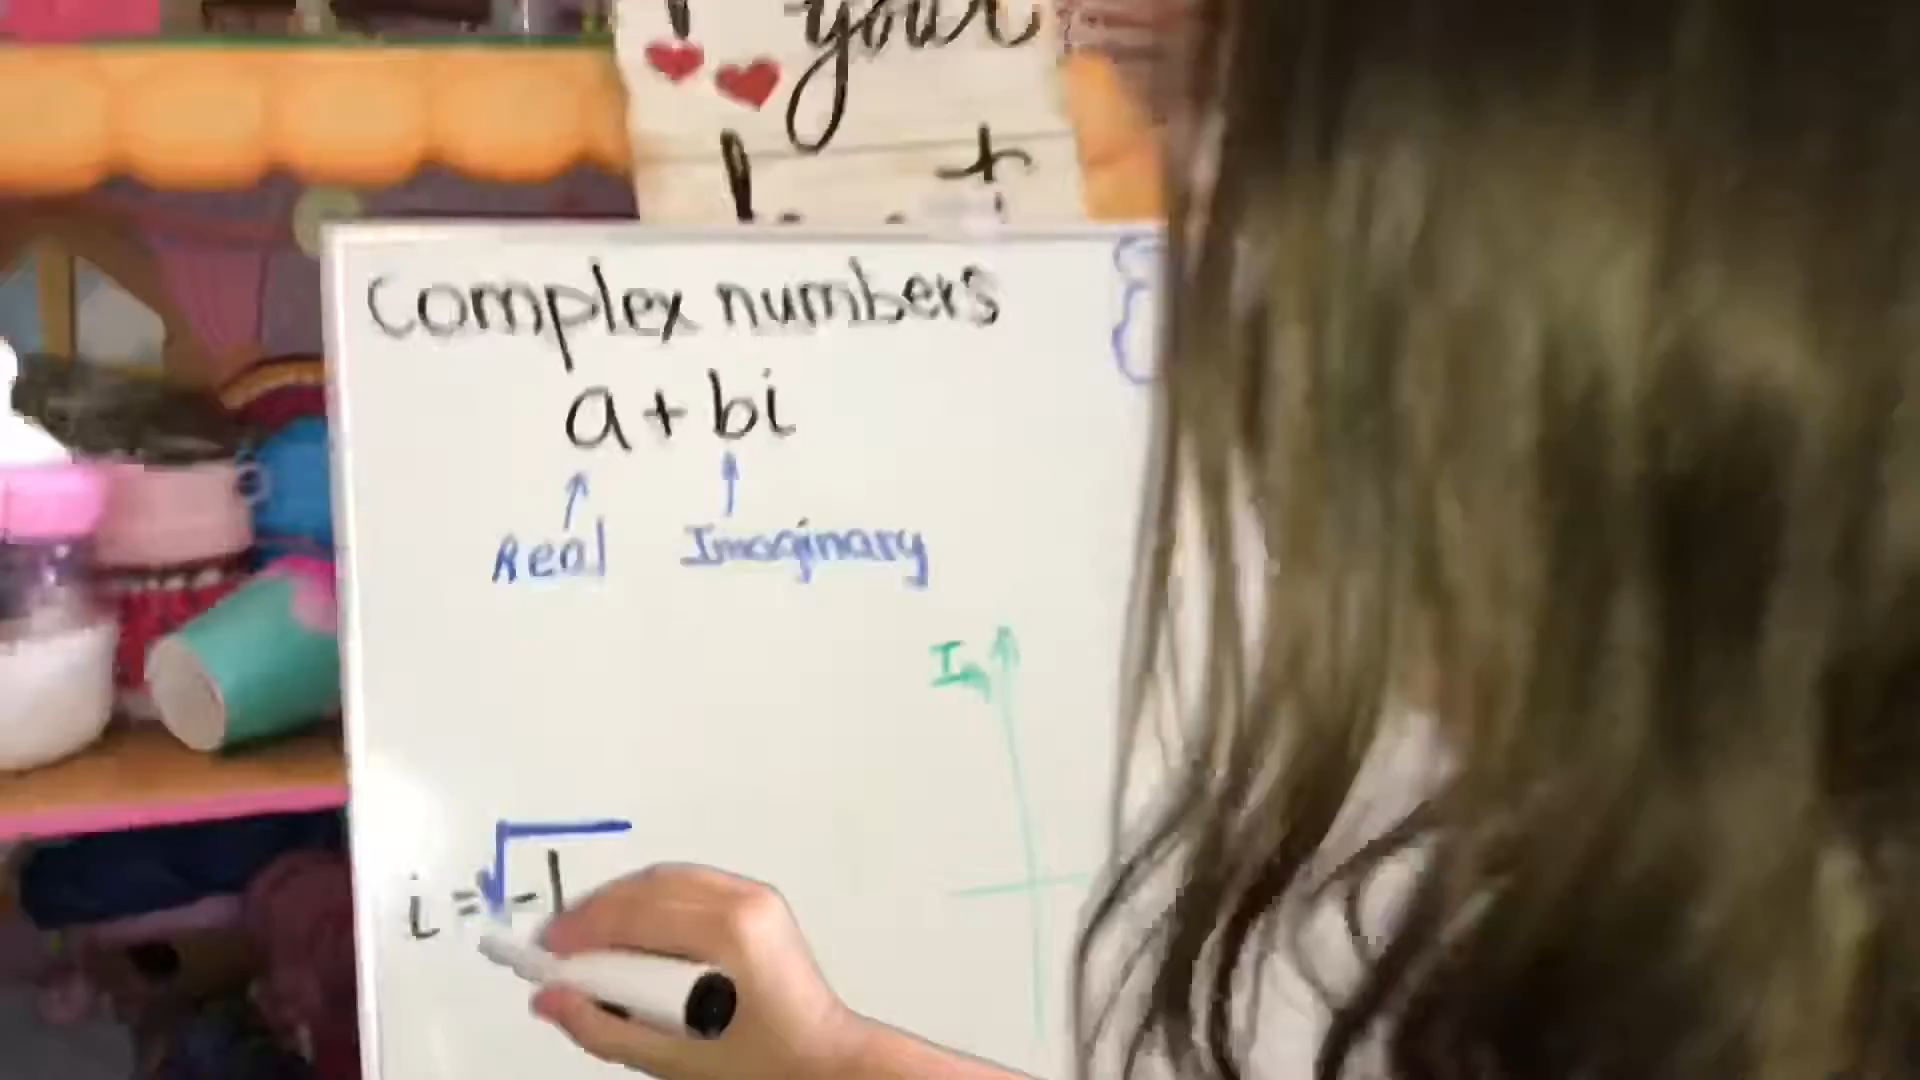 your
Complex numbers
a + bi
Real Imaginary
Im
i = √-1